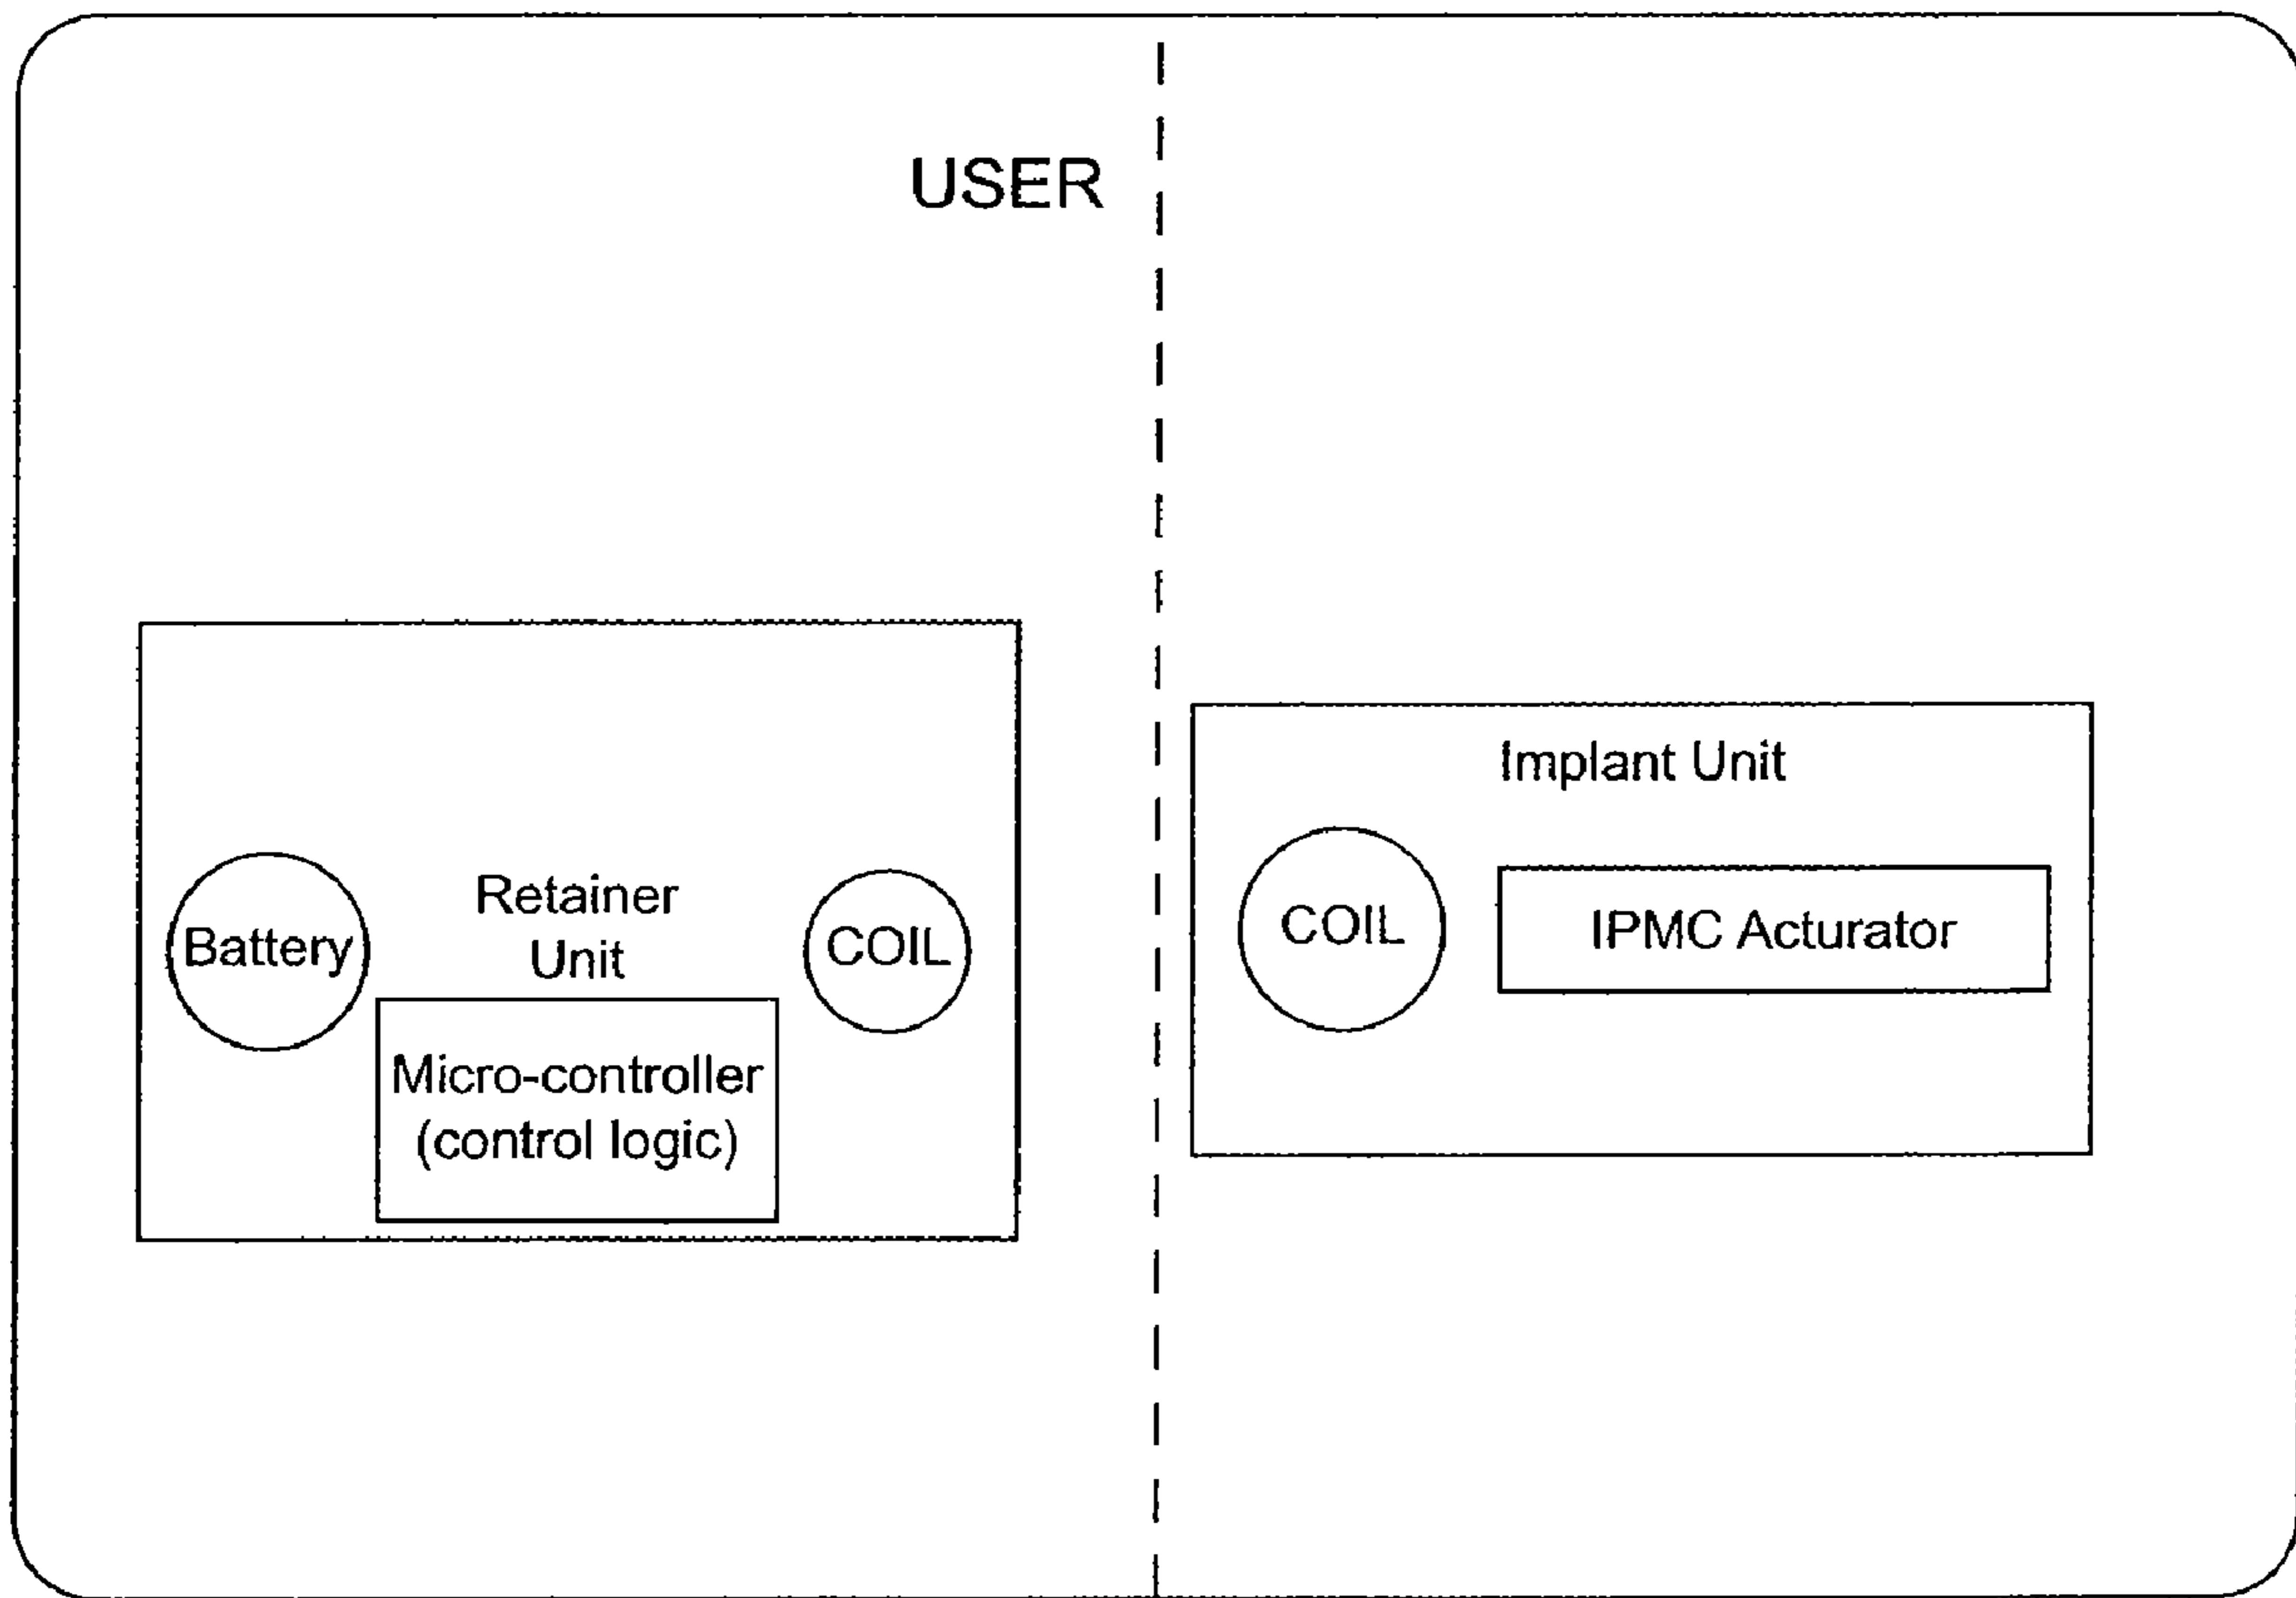 USER
Retainer
Unit
Battery
COIL
Micro-controller
(control logic)
Implant Unit
COIL
IPMC Acturator